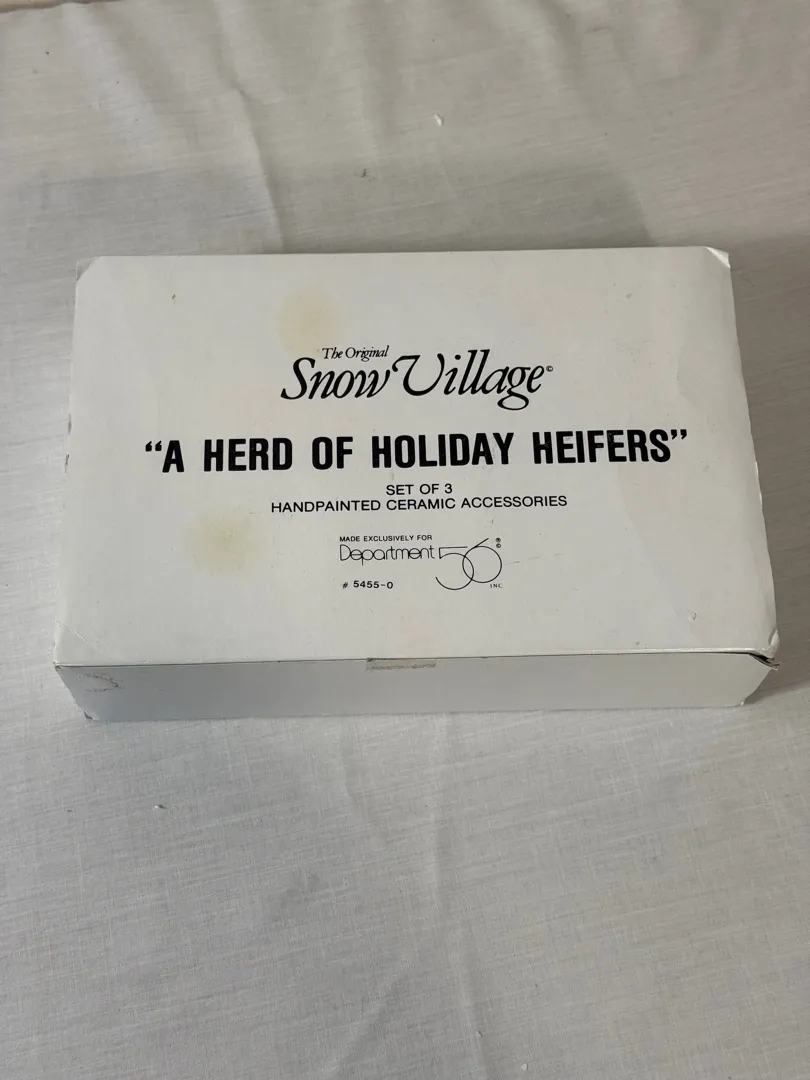 The Original
Snow Village©
“A HERD OF HOLIDAY HEIFERS”
SET OF 3
HANDPAINTED CERAMIC ACCESSORIES
MADE EXCLUSIVELY FOR
Department 56 ® ©
INC.
# 5455-0